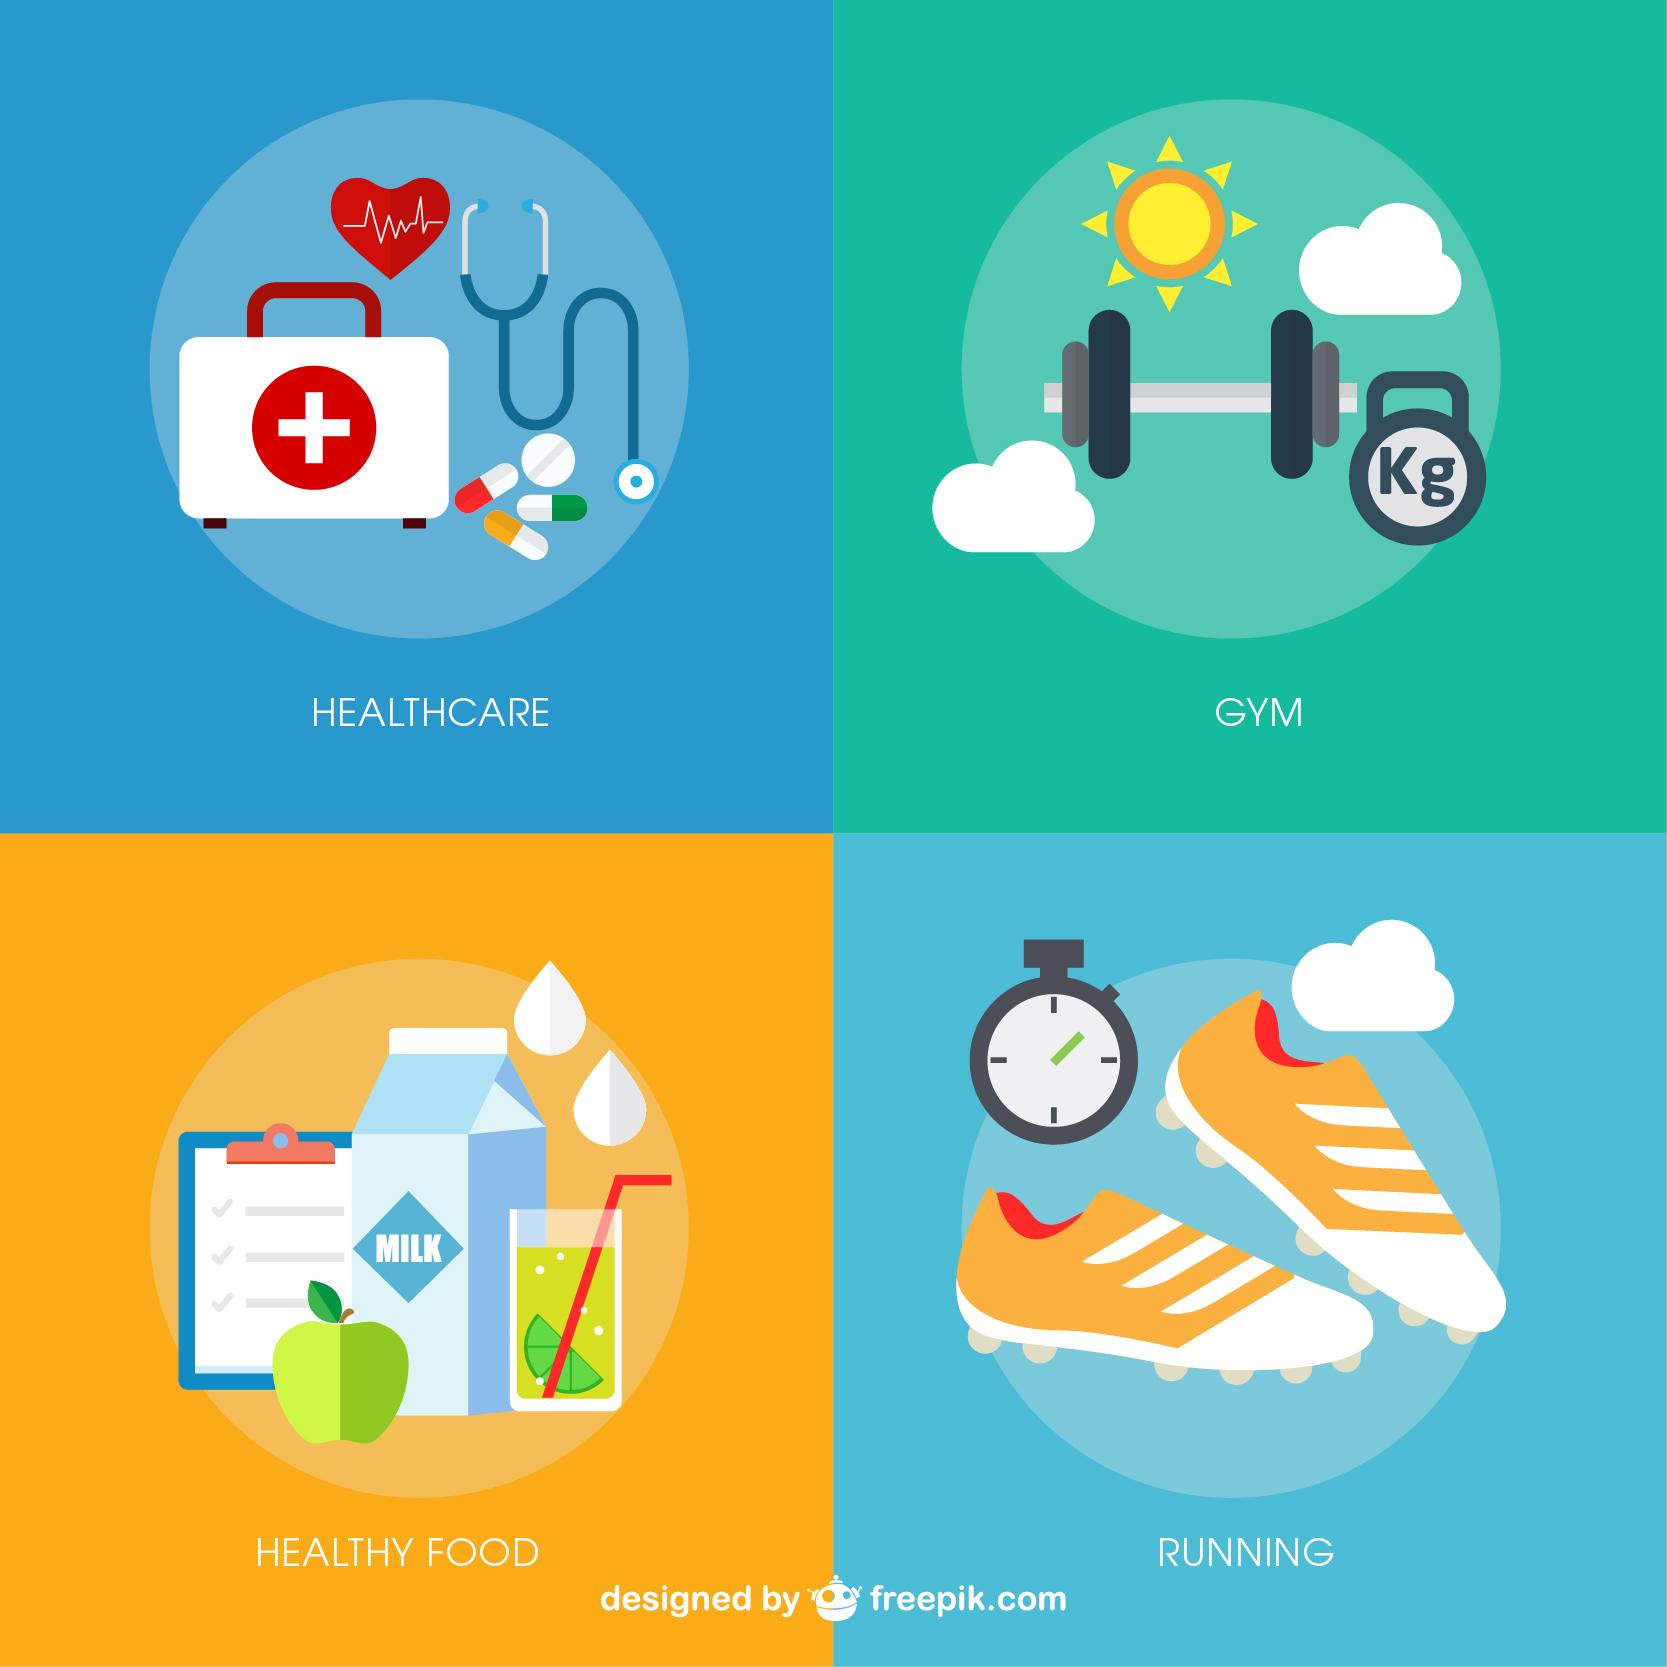 HEALTHCARE
GYM
Kg
MILK
HEALTHY FOOD
RUNNING
designed by freepik.com